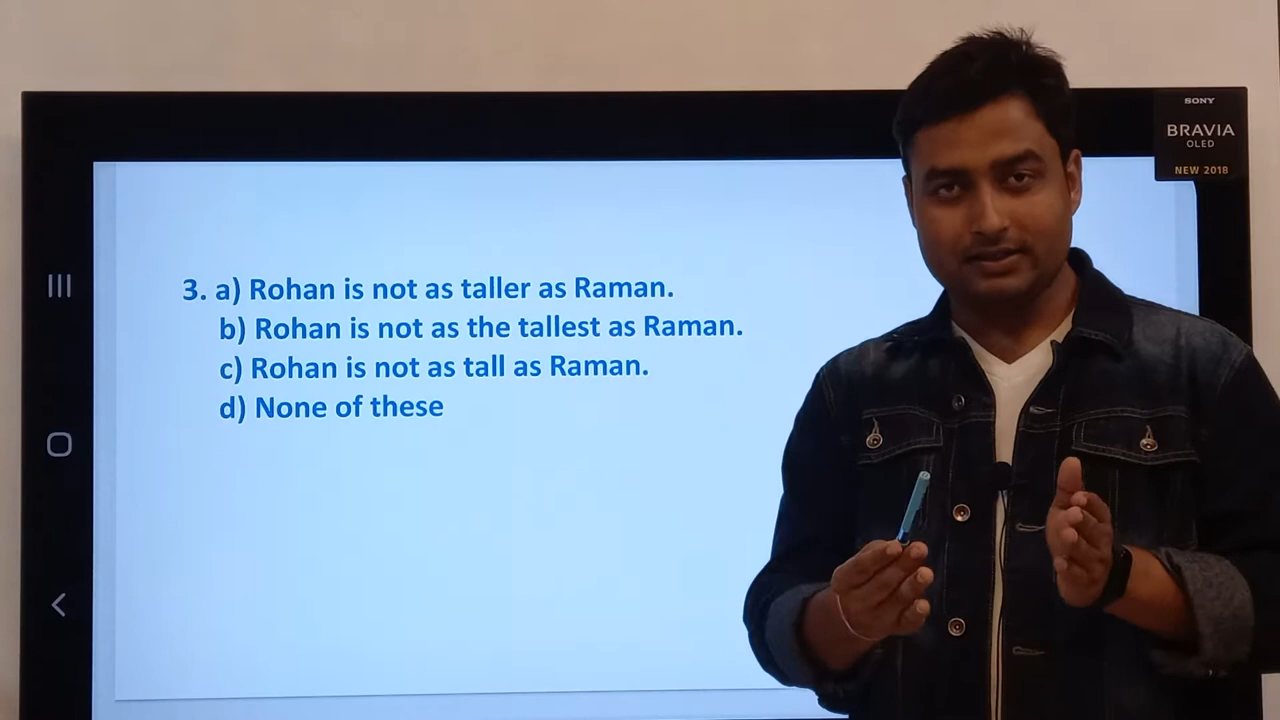 SONY
BRAVIA
OLED
NEW 2018
3. a) Rohan is not as taller as Raman.
b) Rohan is not as the tallest as Raman.
c) Rohan is not as tall as Raman.
d) None of these